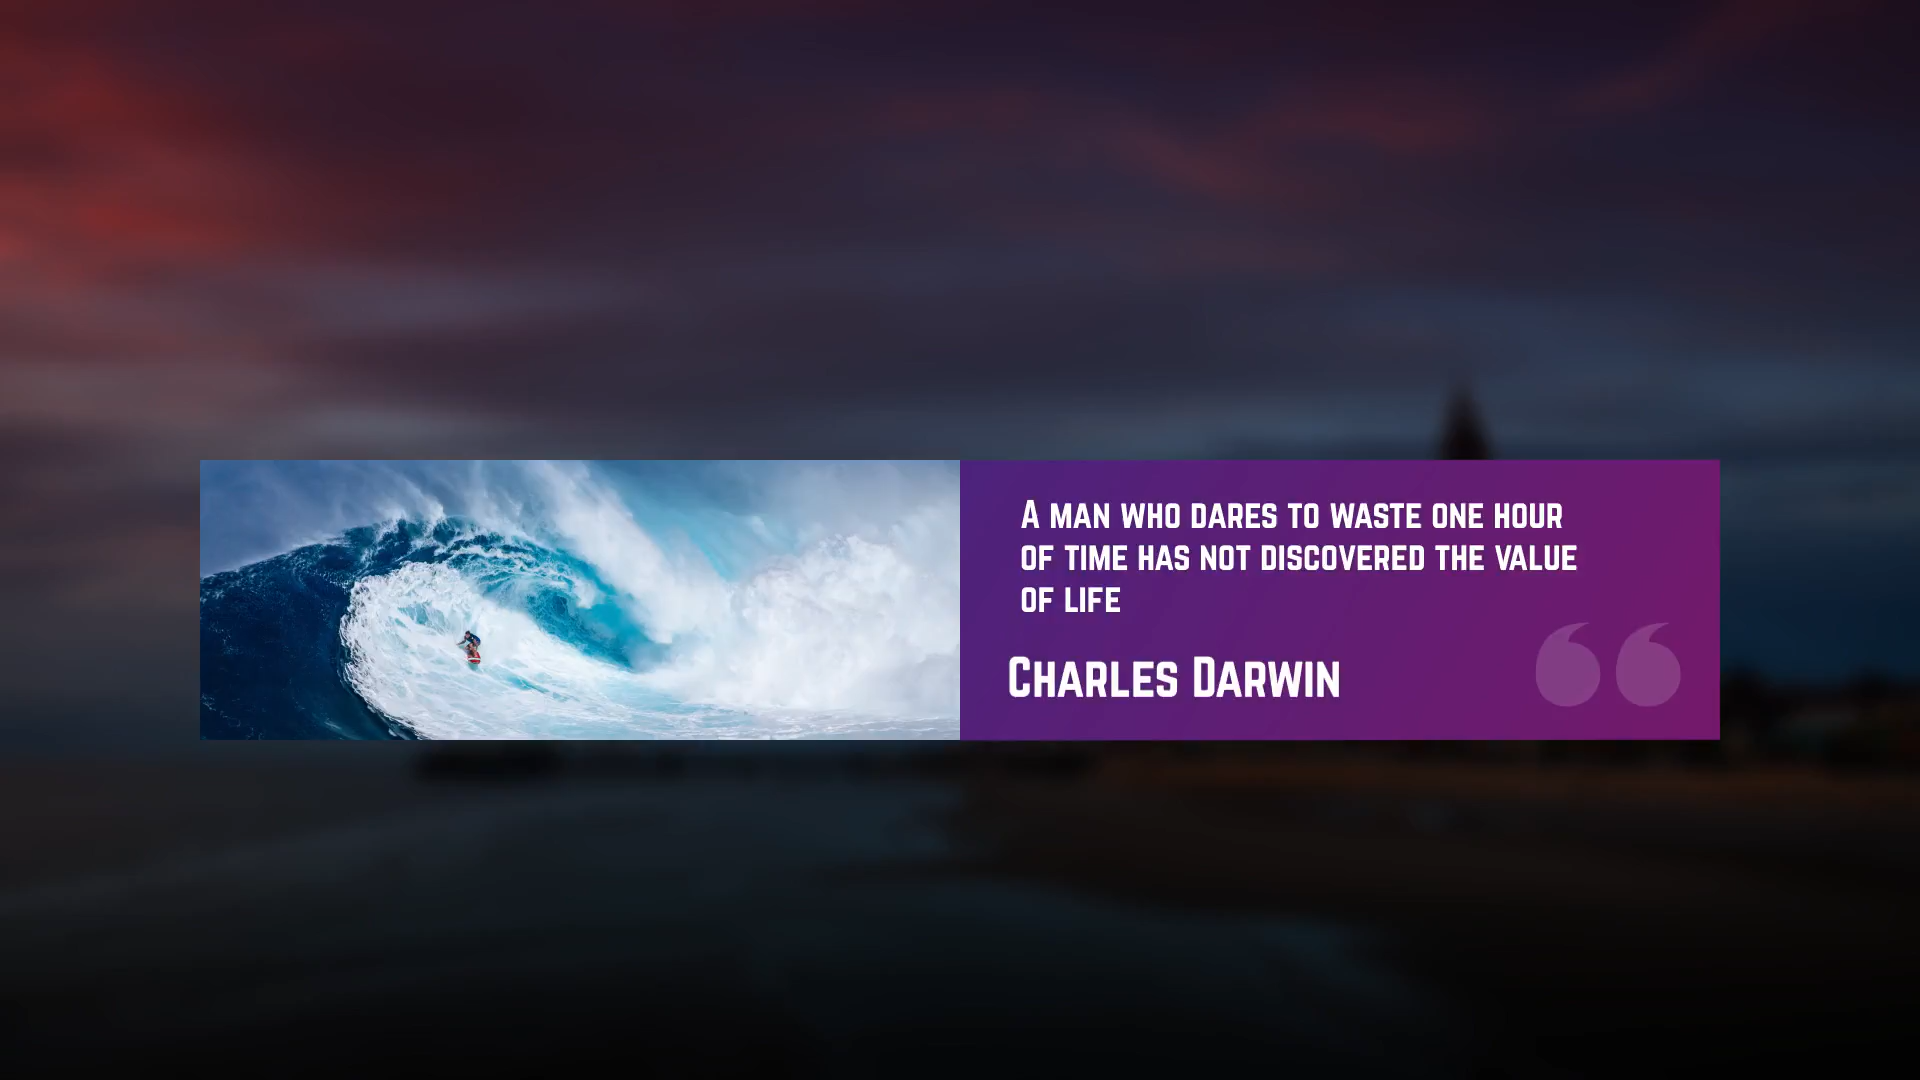 A MAN WHO DARES TO WASTE ONE HOUR
OF TIME HAS NOT DISCOVERED THE VALUE
OF LIFE
CHARLES DARWIN